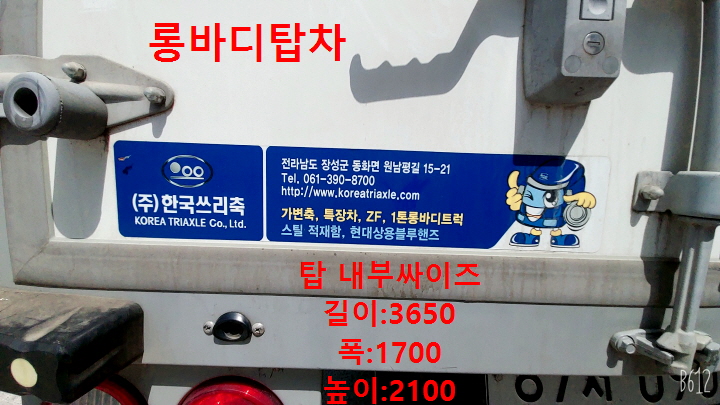 롱바디탑차
(주)한국쓰리축
KOREA TRIAXLE Co., Ltd.
전라남도 장성군 동화면 원남평길 15-21
Tel. 061-390-8700
http://www.koreatriaxle.com
가변축, 특장차, ZF, 1톤롱바디트럭
스틸 적재함, 현대상용블루핸즈
탑 내부싸이즈
길이:3650
폭:1700
높이:2100
B612